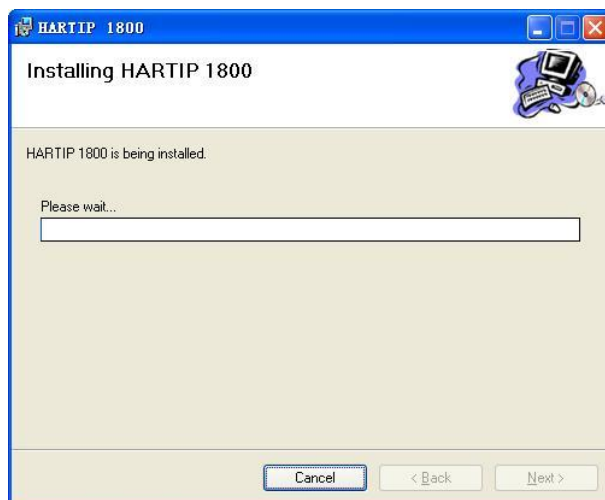 HARTIP 1800
Installing HARTIP 1800
HARTIP 1800 is being installed.
Please wait...
Cancel
< Back
Next >